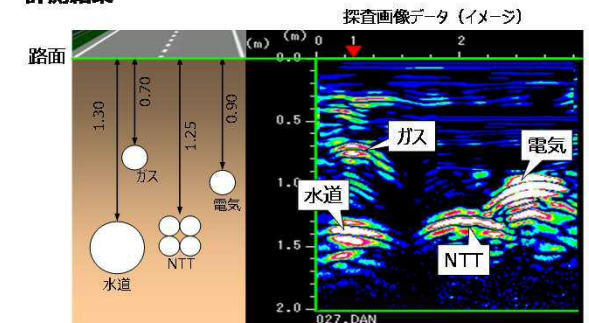 探査画像データ (イメージ)
路面
(m)
(m)
0
1
2
0.0
0.5
1.0
1.5
2.0
1.30
0.70
1.25
0.90
ガス
電気
NTT
水道
ガス
電気
水道
NTT
027.DAN